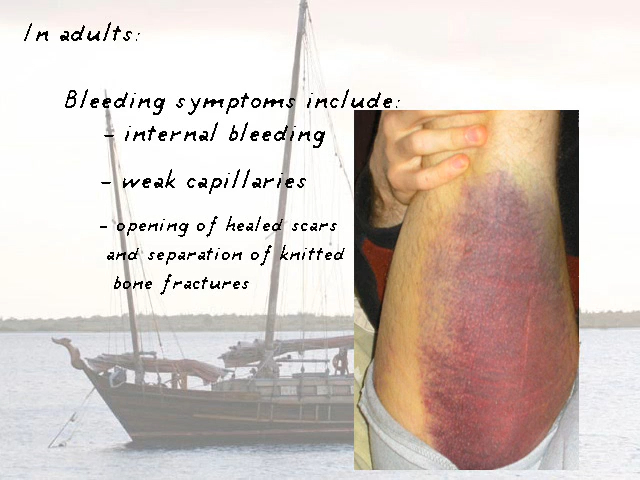 In adults:
Bleeding symptoms include:
- internal bleeding
- weak capillaries
- opening of healed scars
and separation of knitted
bone fractures